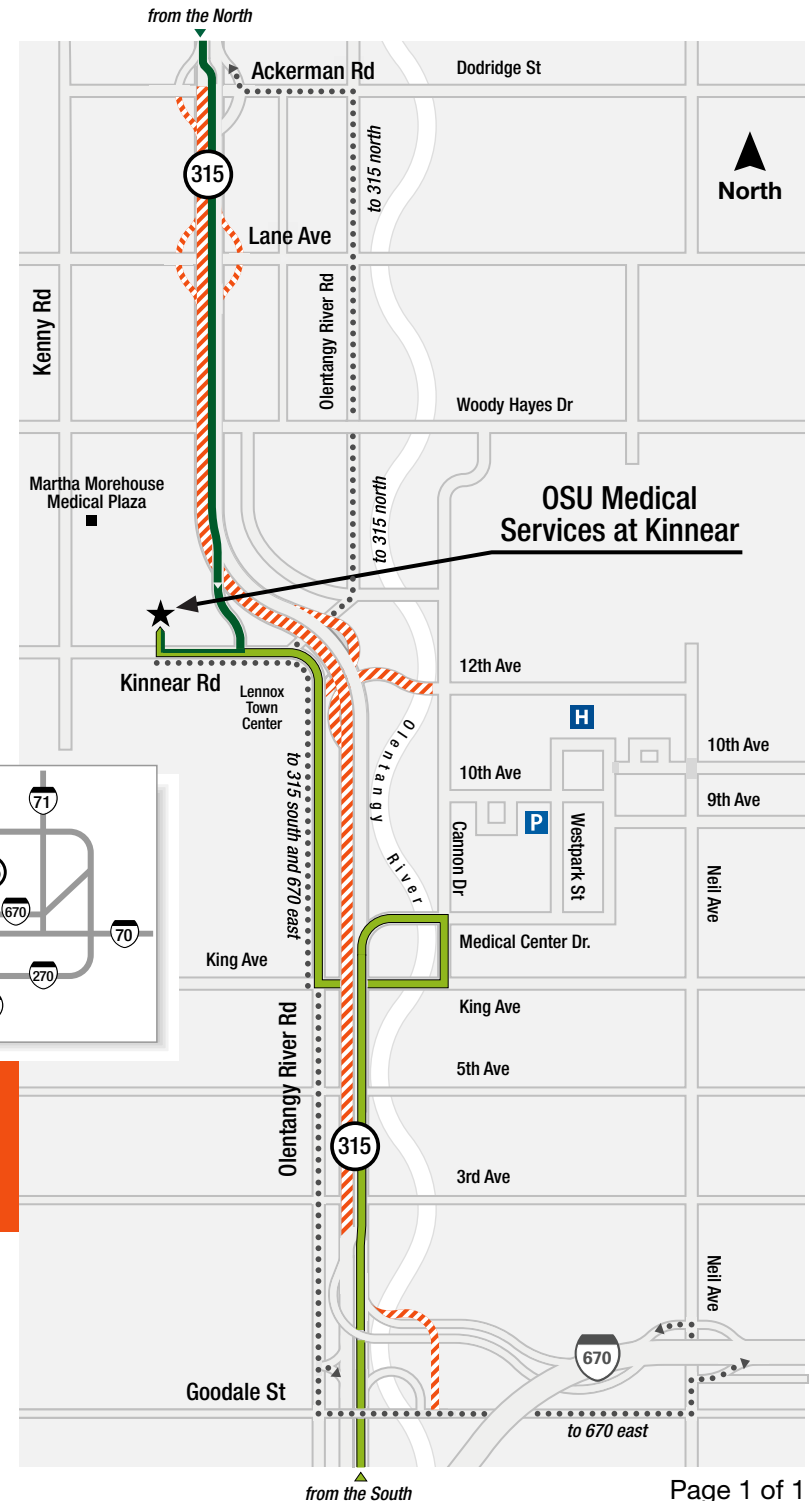 from the North
Ackerman Rd
Dodridge St
315
to 315 north
North
Lane Ave
Kenny Rd
Olentangy River Rd
Woody Hayes Dr
Martha Morehouse
Medical Plaza
to 315 north
OSU Medical
Services at Kinnear
Kinnear Rd
Lennox
Town
Center
12th Ave
H
10th Ave
10th Ave
9th Ave
P
Olentangy
River
Cannon Dr
Westpark St
Neil Ave
to 315 south and 670 east
71
670
70
270
King Ave
Medical Center Dr.
King Ave
Olentangy River Rd
5th Ave
315
3rd Ave
Neil Ave
670
Goodale St
to 670 east
from the South
Page 1 of 1